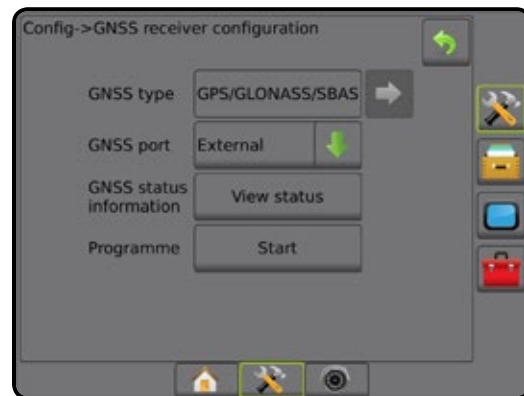 Config->GNSS receiver configuration
GNSS type GPS/GLONASS/SBAS
GNSS port External
GNSS status information View status
Programme Start